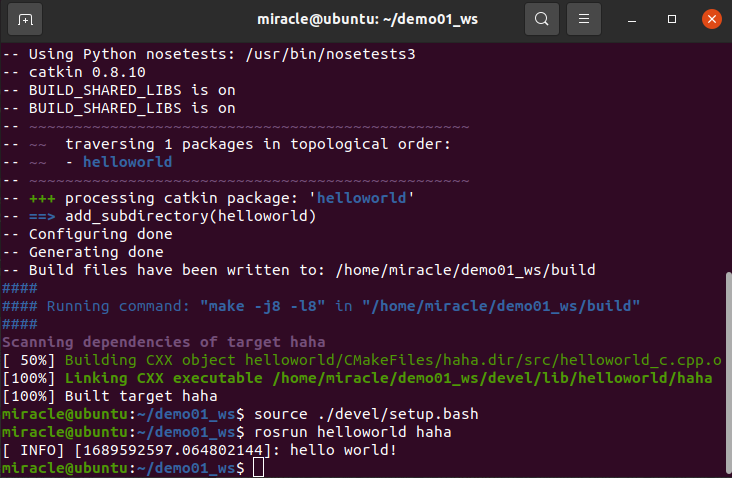 miracle@ubuntu: ~/demo01_ws
-- Using Python nosetests: /usr/bin/nosetests3
-- catkin 0.8.10
-- BUILD_SHARED_LIBS is on
-- BUILD_SHARED_LIBS is on
-- ~~~~~~~~~~~~~~~~~~~~~~~~~~~~~~~~~~~~~~~~~~~~~~~~~
-- ~~  traversing 1 packages in topological order:
-- ~~  - helloworld
-- ~~~~~~~~~~~~~~~~~~~~~~~~~~~~~~~~~~~~~~~~~~~~~~~~~
-- +++ processing catkin package: 'helloworld'
-- ==> add_subdirectory(helloworld)
-- Configuring done
-- Generating done
-- Build files have been written to: /home/miracle/demo01_ws/build
####
#### Running command: "make -j8 -l8" in "/home/miracle/demo01_ws/build"
####
Scanning dependencies of target haha
[ 50%] Building CXX object helloworld/CMakeFiles/haha.dir/src/helloworld_c.cpp.o
[100%] Linking CXX executable /home/miracle/demo01_ws/devel/lib/helloworld/haha
[100%] Built target haha
miracle@ubuntu:~/demo01_ws$ source ./devel/setup.bash
miracle@ubuntu:~/demo01_ws$ rosrun helloworld haha
[ INFO] [1689592597.064802144]: hello world!
miracle@ubuntu:~/demo01_ws$